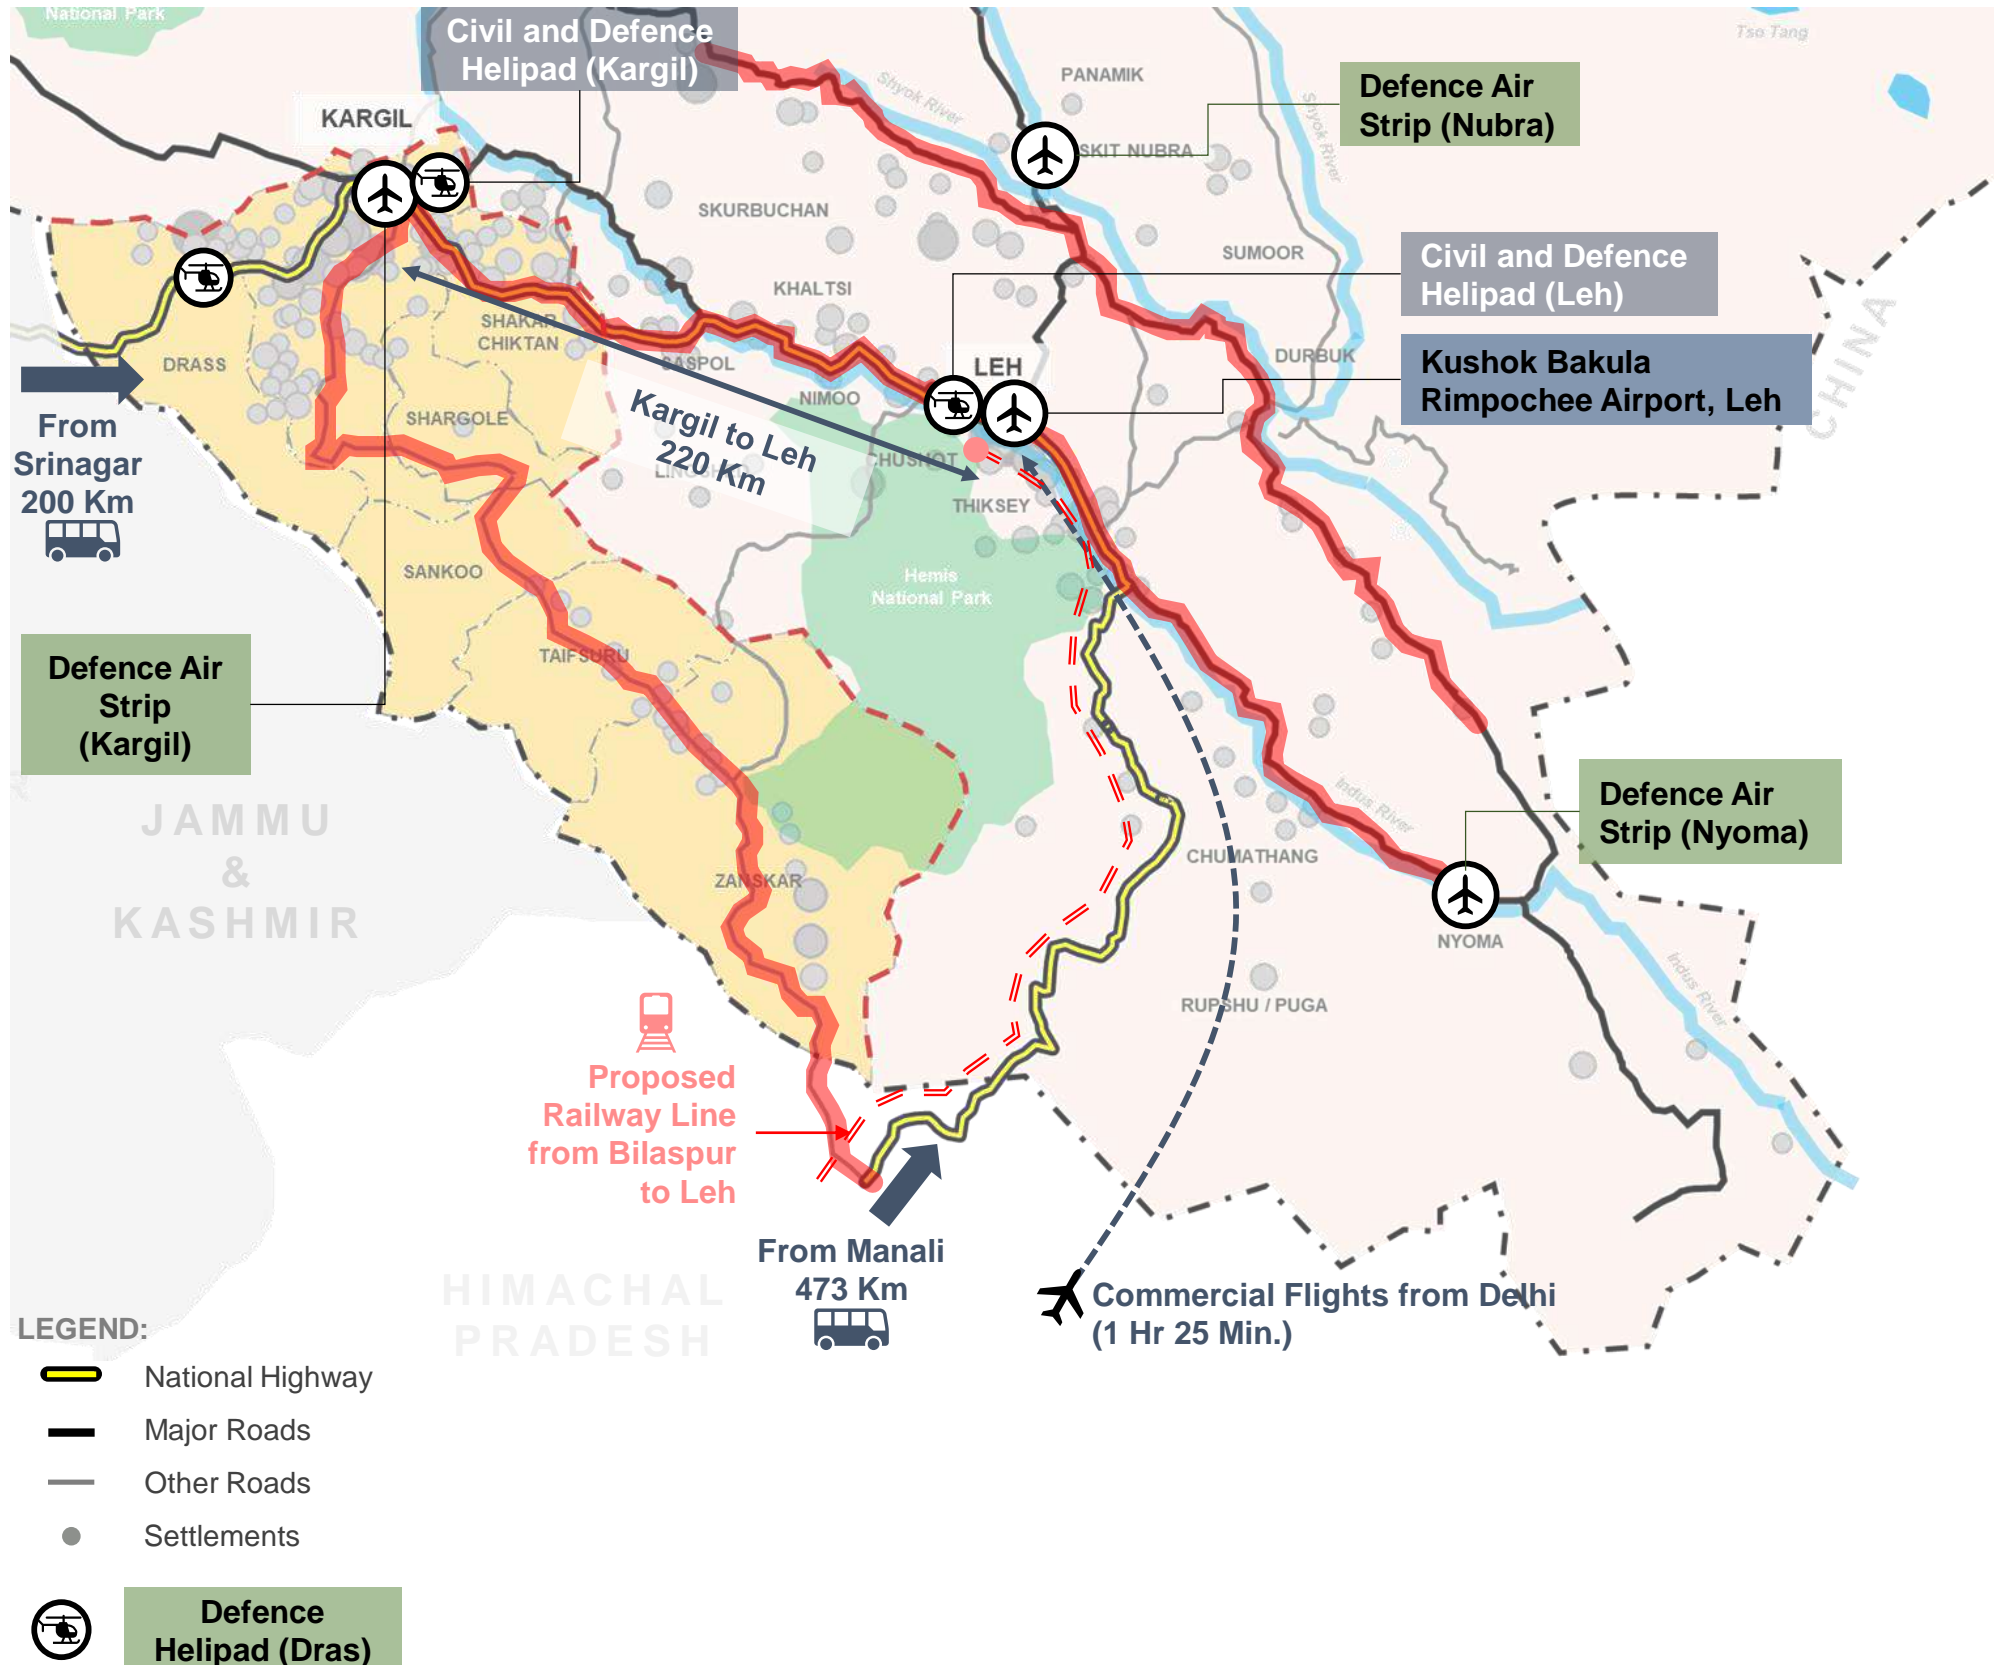 National Park
Civil and Defence
Helipad (Kargil)
Tso Tang
PANAMIK
Shyok River
Shyok River
Defence Air
Strip (Nubra)
KARGIL
SKIT NUBRA
SKURBUCHAN
SUMOOR
Civil and Defence
Helipad (Leh)
KHALTSI
CHINA
SHAKAR
CHIKTAN
DRASS
SASPOL
LEH
DURBUK
Kushok Bakula
Rimpochee Airport, Leh
NIMOO
SHARGOLE
Kargil to Leh
220 Km
From
Srinagar
200 Km
CHUSHOT
THIKSEY
SANKOO
Hemis
National Park
TAIFSURU
Defence Air
Strip
(Kargil)
JAMMU
&
KASHMIR
Indus River
Defence Air
Strip (Nyoma)
CHUMATHANG
ZANSKAR
NYOMA
Indus River
RUPSHU / PUGA
Proposed
Railway Line
from Bilaspur
to Leh
From Manali
473 Km
HIMACHAL
PRADESH
Commercial Flights from Delhi
(1 Hr 25 Min.)
LEGEND:
National Highway
Major Roads
Other Roads
Settlements
Defence
Helipad (Dras)